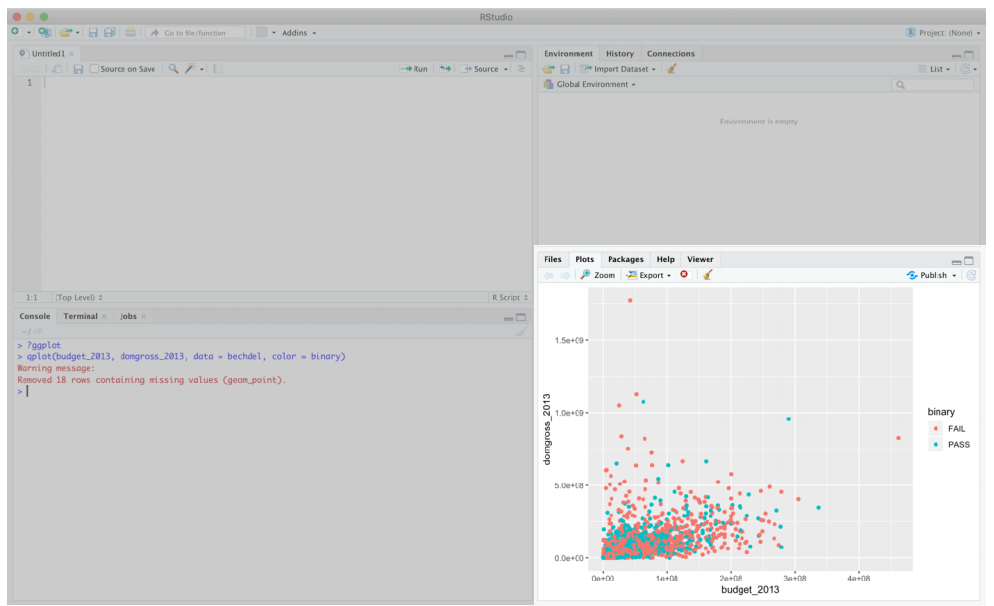 RStudio
Go to file/function
Addins
Project: (None)
Untitled1
Source on Save
Run
Source
1
1:1
(Top Level)
R Script
Console
Terminal
Jobs
~/
> ?ggplot
> qplot(budget_2013, domgross_2013, data = bechdel, color = binary)
Warning message:
Removed 18 rows containing missing values (geom_point).
>
Environment
History
Connections
Import Dataset
List
Global Environment
Environment is empty
Files
Plots
Packages
Help
Viewer
Zoom
Export
Publish
1.5e+09
1.0e+09
5.0e+08
0.0e+00
domgross_2013
0e+00
1e+08
2e+08
3e+08
4e+08
budget_2013
binary
FAIL
PASS